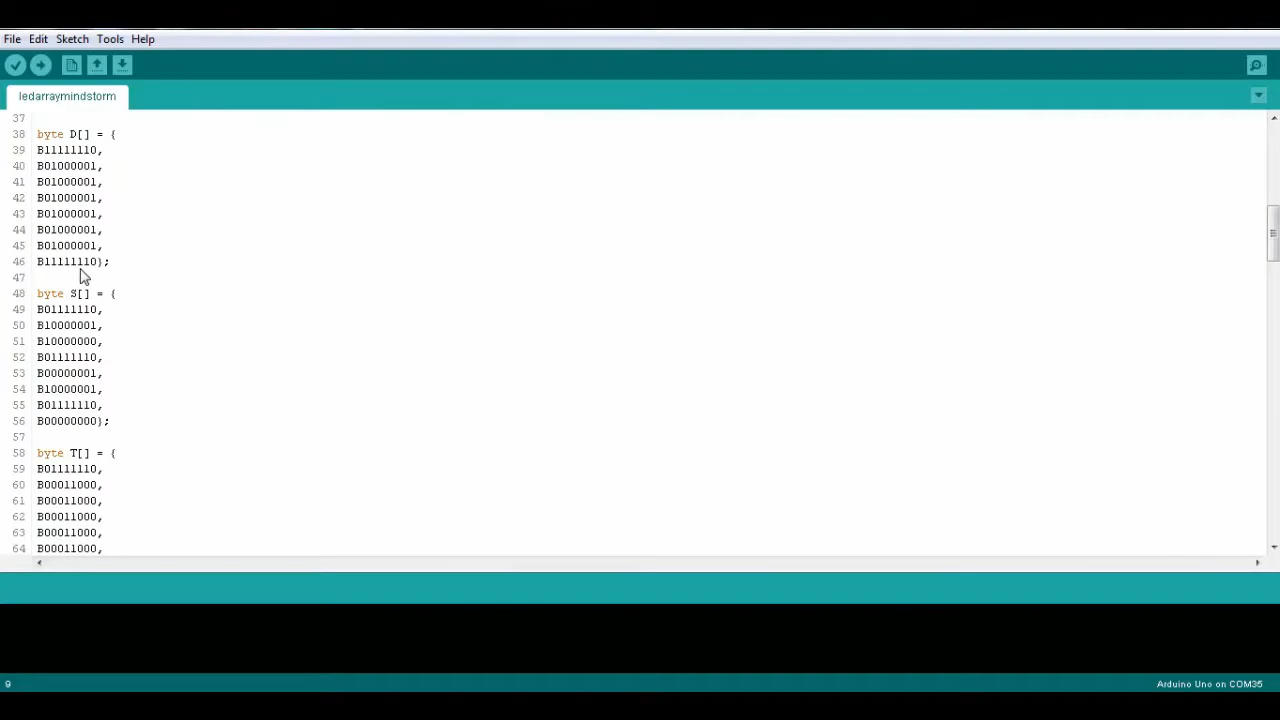 File Edit Sketch Tools Help
ledarraymindstorm
37
38 byte D[] = {
39 B11111110,
40 B01000001,
41 B01000001,
42 B01000001,
43 B01000001,
44 B01000001,
45 B01000001,
46 B11111110};
47
48 byte S[] = {
49 B01111110,
50 B10000001,
51 B10000000,
52 B01111110,
53 B00000001,
54 B10000001,
55 B01111110,
56 B00000000};
57
58 byte T[] = {
59 B01111110,
60 B00011000,
61 B00011000,
62 B00011000,
63 B00011000,
64 B00011000,
9 Arduino Uno on COM35